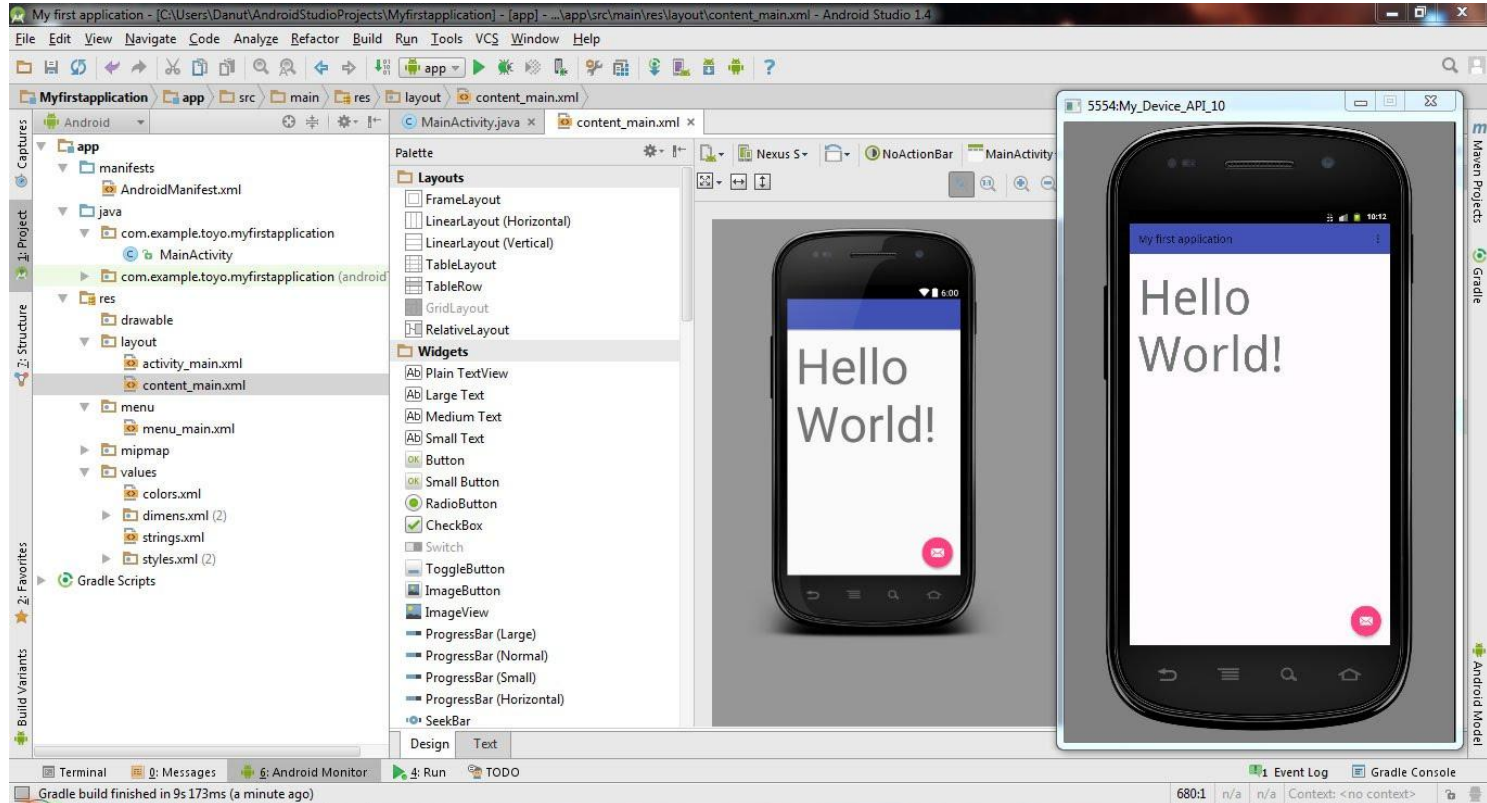 My first application - [C:\Users\Danut\AndroidStudioProjects\Myfirstapplication] - [app] - ...\app\src\main\res\layout\content_main.xml - Android Studio 1.4
File Edit View Navigate Code Analyze Refactor Build Run Tools VCS Window Help
app
Myfirstapplication app src main res layout content_main.xml
Android
MainActivity.java content_main.xml
Captures
1: Project
7: Structure
2: Favorites
Build Variants
app
manifests
AndroidManifest.xml
java
com.example.toyo.myfirstapplication
MainActivity
com.example.toyo.myfirstapplication (android
res
drawable
layout
activity_main.xml
content_main.xml
menu
menu_main.xml
mipmap
values
colors.xml
dimens.xml (2)
strings.xml
styles.xml (2)
Gradle Scripts
Palette
Layouts
FrameLayout
LinearLayout (Horizontal)
LinearLayout (Vertical)
TableLayout
TableRow
GridLayout
RelativeLayout
Widgets
Ab Plain TextView
Ab Large Text
Ab Medium Text
Ab Small Text
OK Button
OK Small Button
RadioButton
CheckBox
Switch
ToggleButton
ImageButton
ImageView
ProgressBar (Large)
ProgressBar (Normal)
ProgressBar (Small)
ProgressBar (Horizontal)
SeekBar
Design Text
Nexus S NoActionBar MainActivity
6:00
Hello
World!
5554:My_Device_API_10
10:12
My first application
Hello
World!
Maven Projects
Gradle
Android Model
Terminal 0: Messages 6: Android Monitor 4: Run TODO
1 Event Log Gradle Console
Gradle build finished in 9s 173ms (a minute ago)
680:1 n/a n/a Context: <no context>